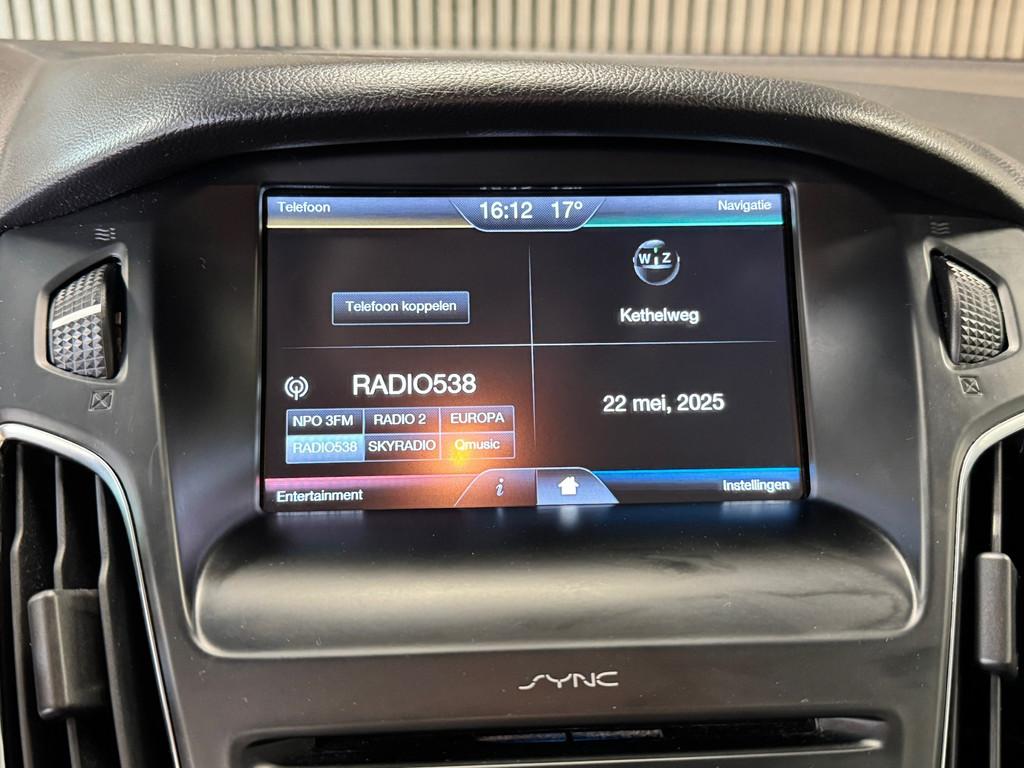 Telefoon
16:12 17°
Navigatie
Telefoon koppelen
W i Z
Kethelweg
RADIO538
NPO 3FM RADIO 2 EUROPA
RADIO538 SKYRADIO Qmusic
22 mei, 2025
Entertainment
i
Instellingen
SYNC